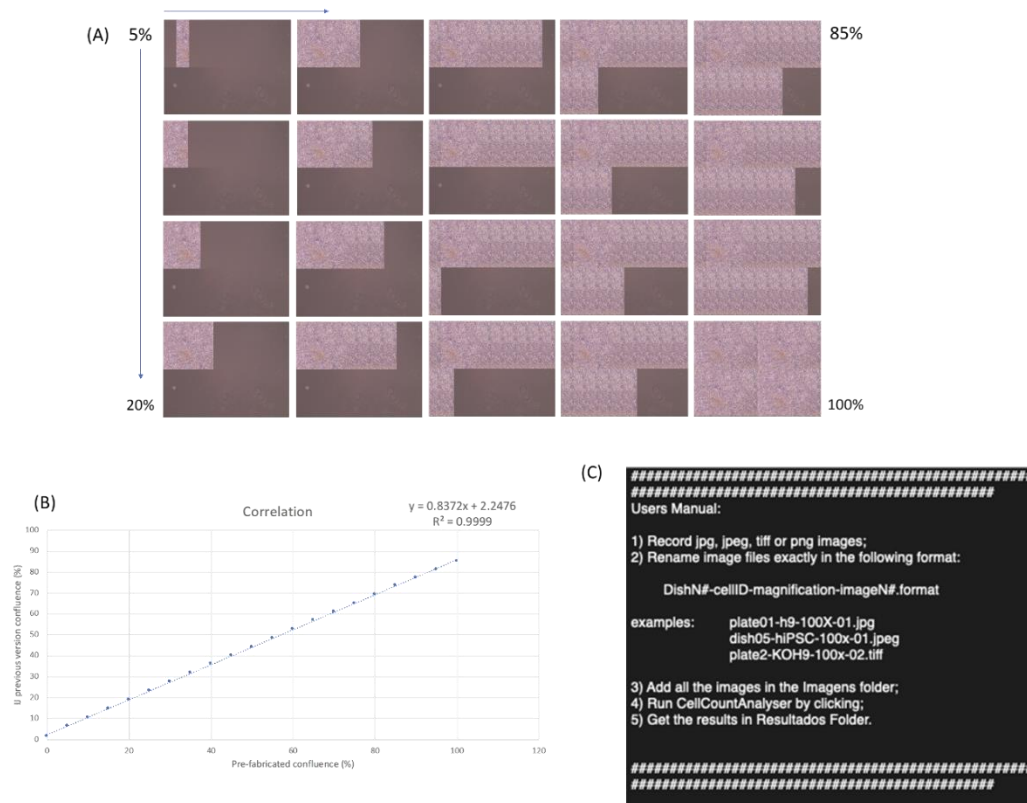 (A)
5%
85%
20%
100%
(B)
Correlation
y = 0.8372x + 2.2476
R² = 0.9999
IJ previous version confluence (%)
100
90
80
70
60
50
40
30
20
10
0
0 20 40 60 80 100 120
Pre-fabricated confluence (%)
(C)
##################################################
##############################################
Users Manual:
1) Record jpg, jpeg, tiff or png images;
2) Rename image files exactly in the following format:
DishN#-cellID-magnification-imageN#.format
examples: plate01-h9-100X-01.jpg
dish05-hiPSC-100x-01.jpeg
plate2-KOH9-100x-02.tiff
3) Add all the images in the Imagens folder;
4) Run CellCountAnalyser by clicking;
5) Get the results in Resultados Folder.
##################################################
##############################################